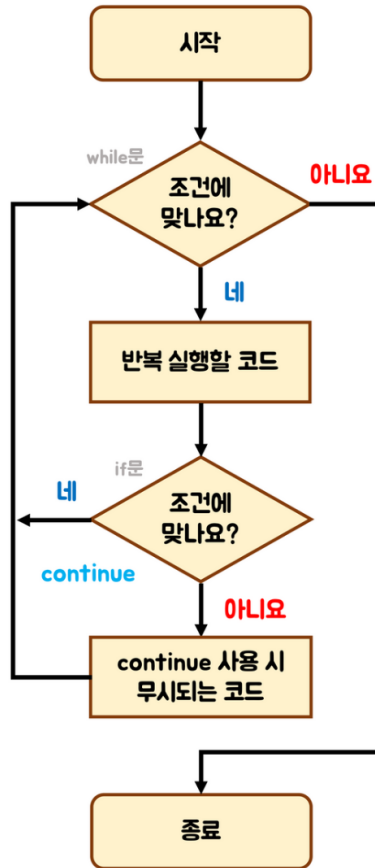 시작
while문
조건에
맞나요?
아니요
네
반복 실행할 코드
if문
네
조건에
맞나요?
continue
아니요
continue 사용 시
무시되는 코드
종료